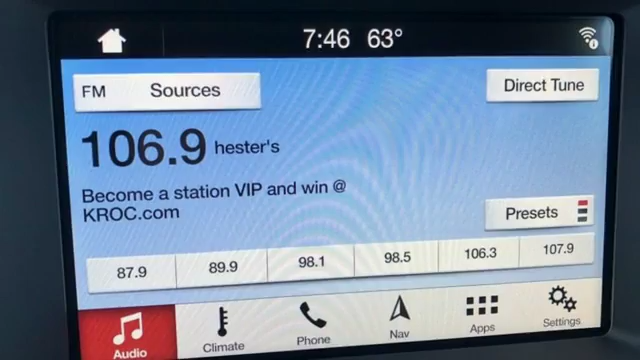 7:46 63°
FM Sources
Direct Tune
106.9 hester's
Become a station VIP and win @
KROC.com
Presets
87.9 89.9 98.1 98.5 106.3 107.9
Audio Climate Phone Nav Apps Settings